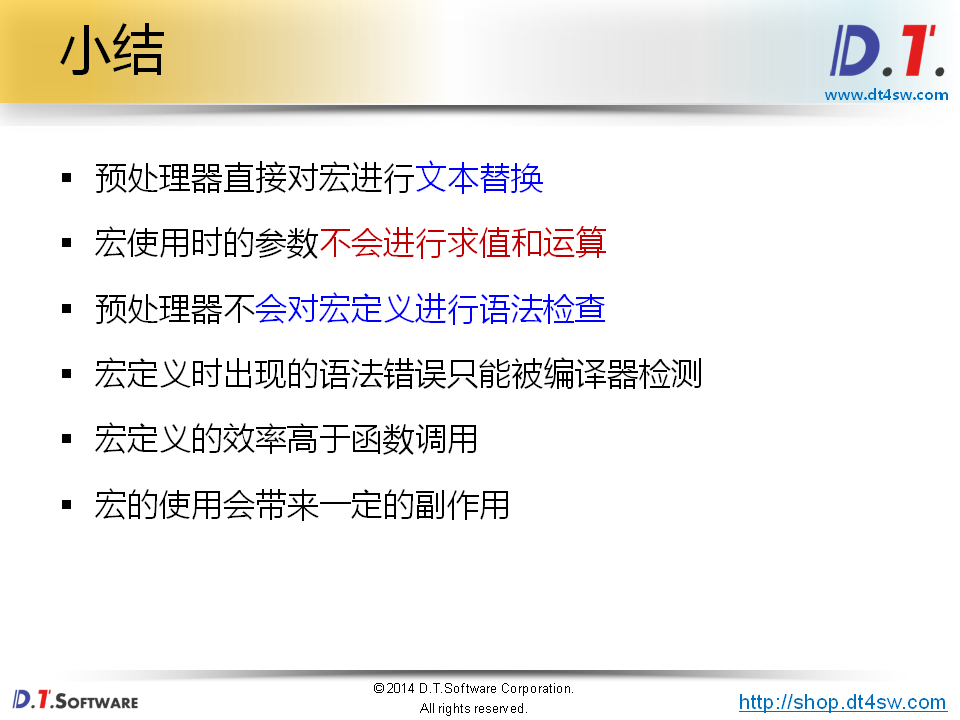 小结
D.T.
www.dt4sw.com
▪ 预处理器直接对宏进行文本替换
▪ 宏使用时的参数不会进行求值和运算
▪ 预处理器不会对宏定义进行语法检查
▪ 宏定义时出现的语法错误只能被编译器检测
▪ 宏定义的效率高于函数调用
▪ 宏的使用会带来一定的副作用
D.T.SOFTWARE
©2014 D.T.Software Corporation.
All rights reserved.
http://shop.dt4sw.com